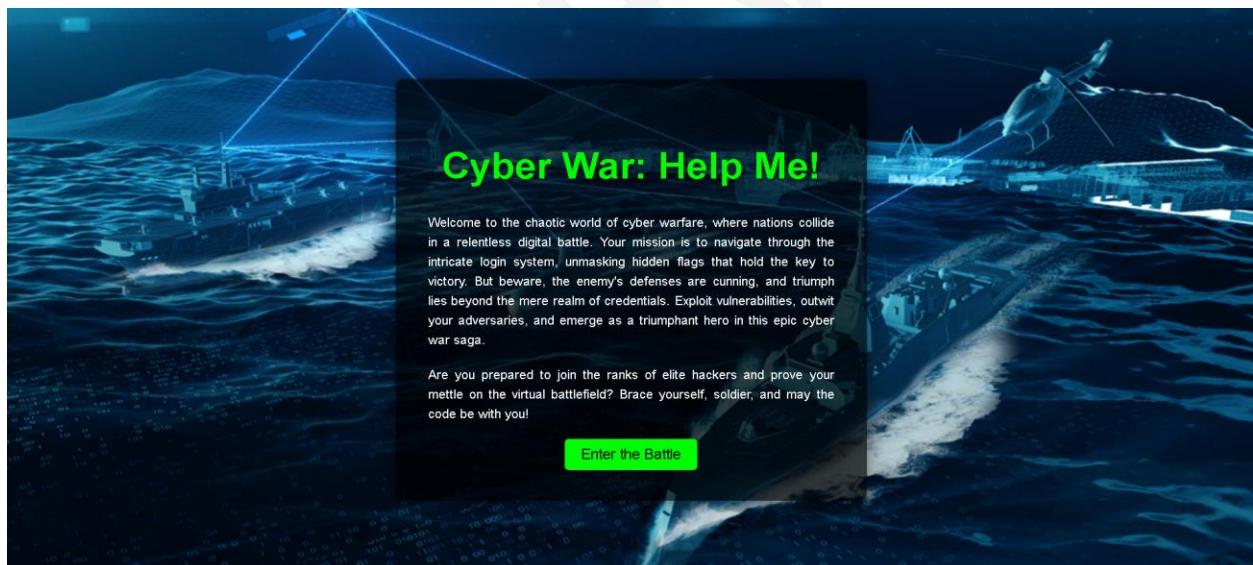 Cyber War: Help Me!
Welcome to the chaotic world of cyber warfare, where nations collide
in a relentless digital battle. Your mission is to navigate through the
intricate login system, unmasking hidden flags that hold the key to
victory. But beware, the enemy's defenses are cunning, and triumph
lies beyond the mere realm of credentials. Exploit vulnerabilities, outwit
your adversaries, and emerge as a triumphant hero in this epic cyber
war saga.
Are you prepared to join the ranks of elite hackers and prove your
mettle on the virtual battlefield? Brace yourself, soldier, and may the
code be with you!
Enter the Battle